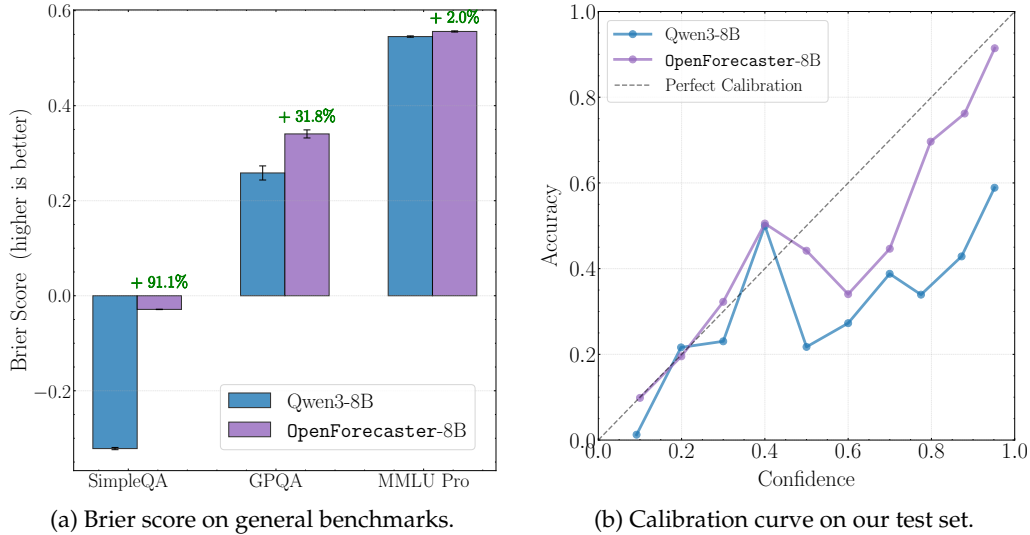 0.6
0.4
0.2
0.0
−0.2
Brier Score (higher is better)
+ 91.1%
+ 31.8%
+ 2.0%
Qwen3-8B
OpenForecaster-8B
SimpleQA
GPQA
MMLU Pro
(a) Brier score on general benchmarks.
1.0
0.8
0.6
0.4
0.2
0.0
Accuracy
Qwen3-8B
OpenForecaster-8B
Perfect Calibration
0.0
0.2
0.4
0.6
0.8
1.0
Confidence
(b) Calibration curve on our test set.